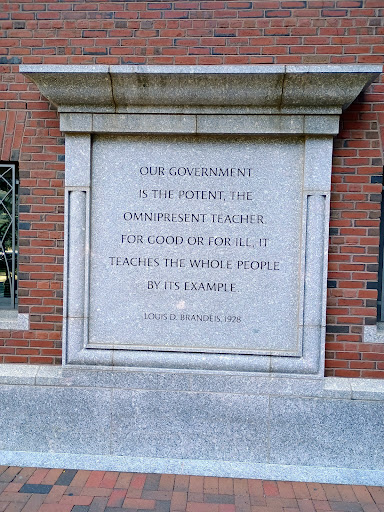 OUR GOVERNMENT
IS THE POTENT, THE
OMNIPRESENT TEACHER.
FOR GOOD OR FOR ILL, IT
TEACHES THE WHOLE PEOPLE
BY ITS EXAMPLE.
LOUIS D. BRANDEIS, 1928